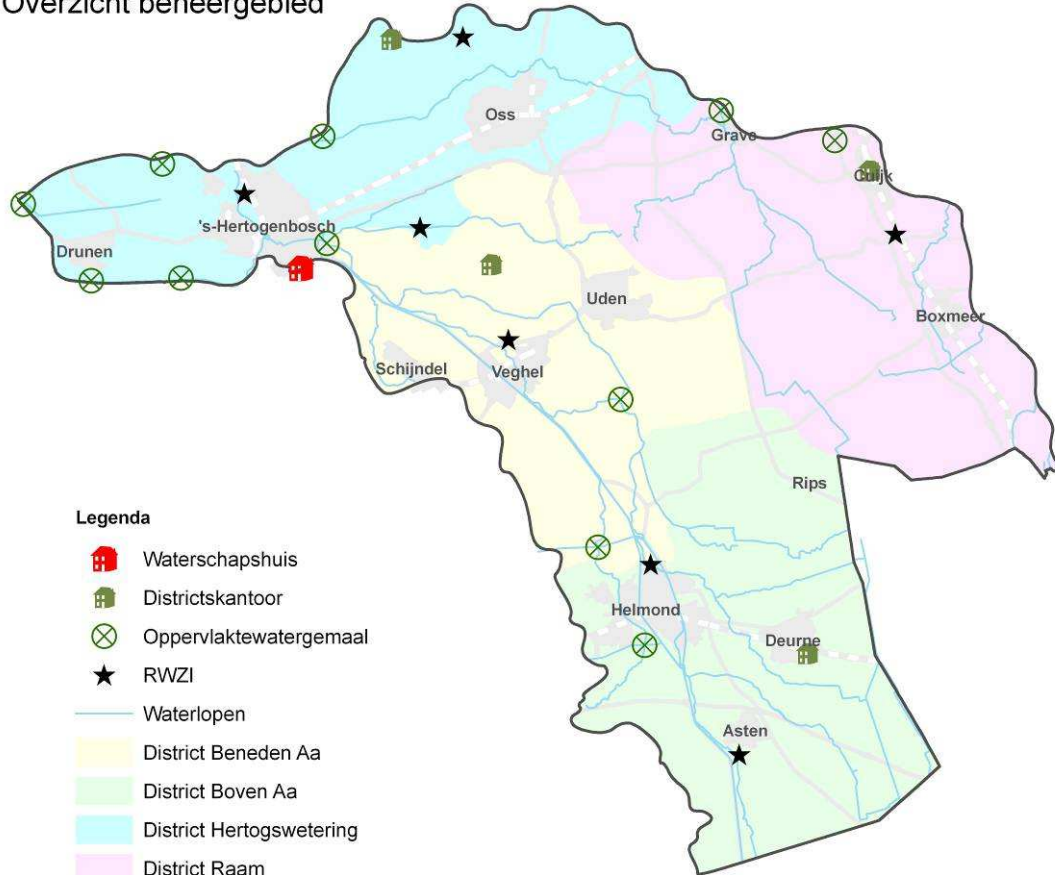 Overzicht beheergebied
Oss
Grave
Cuijk
's-Hertogenbosch
Drunen
Uden
Boxmeer
Schijndel
Veghel
Rips
Legenda
Waterschapshuis
Districtskantoor
Oppervlaktewatergemaal
RWZI
Waterlopen
District Beneden Aa
District Boven Aa
District Hertogswetering
District Raam
Helmond
Deurne
Asten